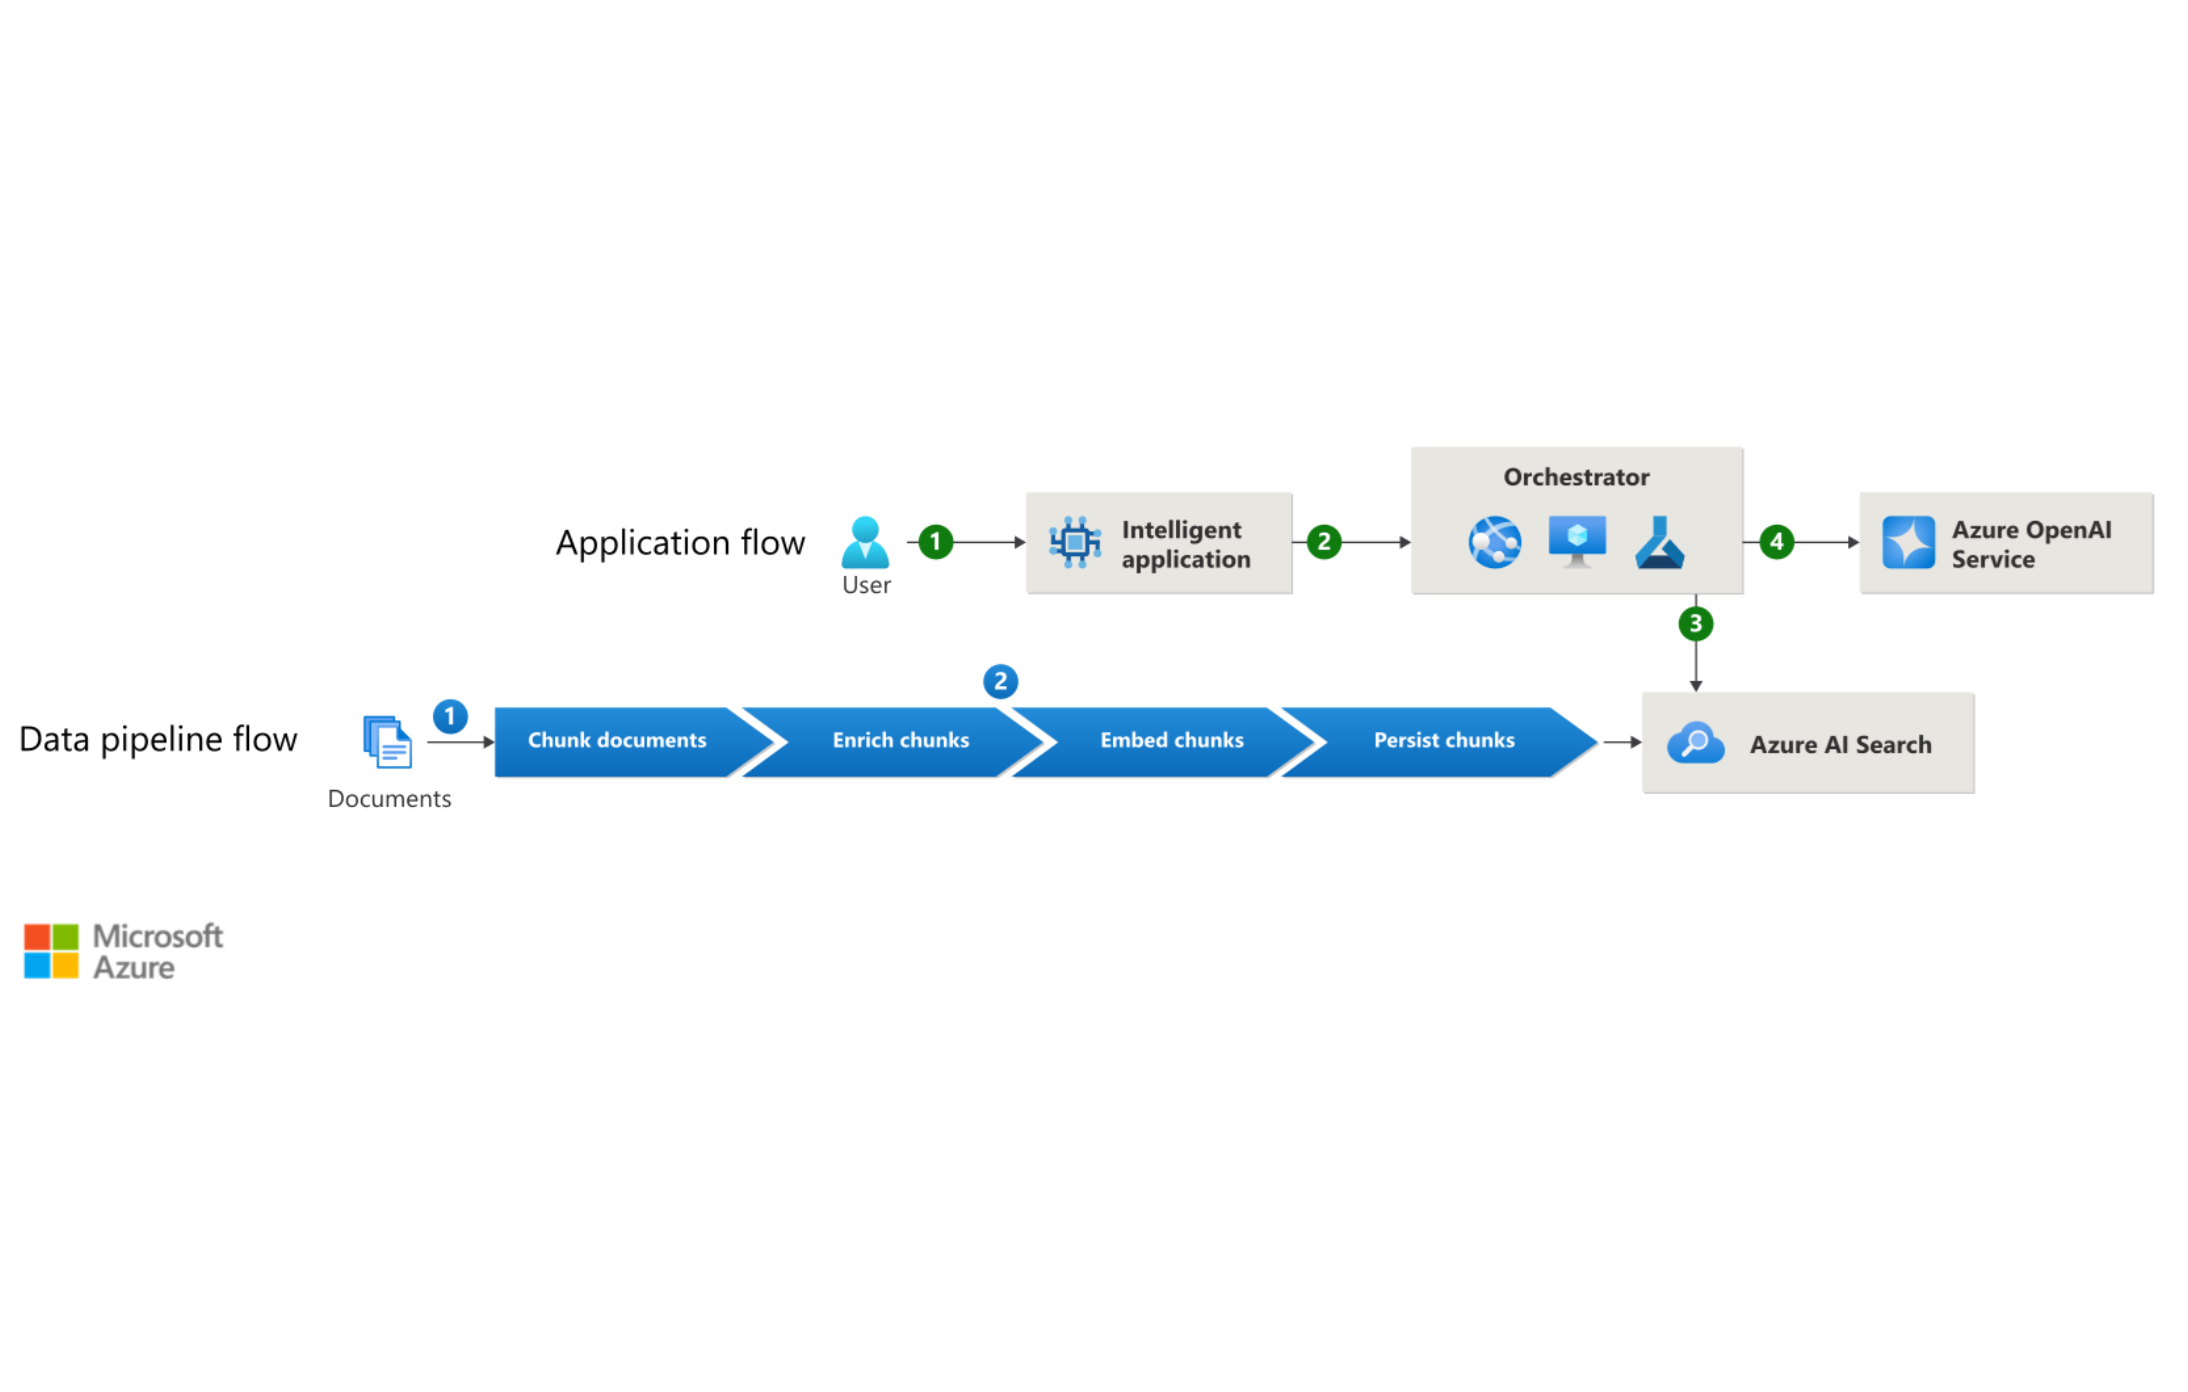 Orchestrator
Application flow
User
1
Intelligent
application
2
4
Azure OpenAI
Service
3
Data pipeline flow
Documents
1
2
Chunk documents
Enrich chunks
Embed chunks
Persist chunks
Azure AI Search
Microsoft
Azure